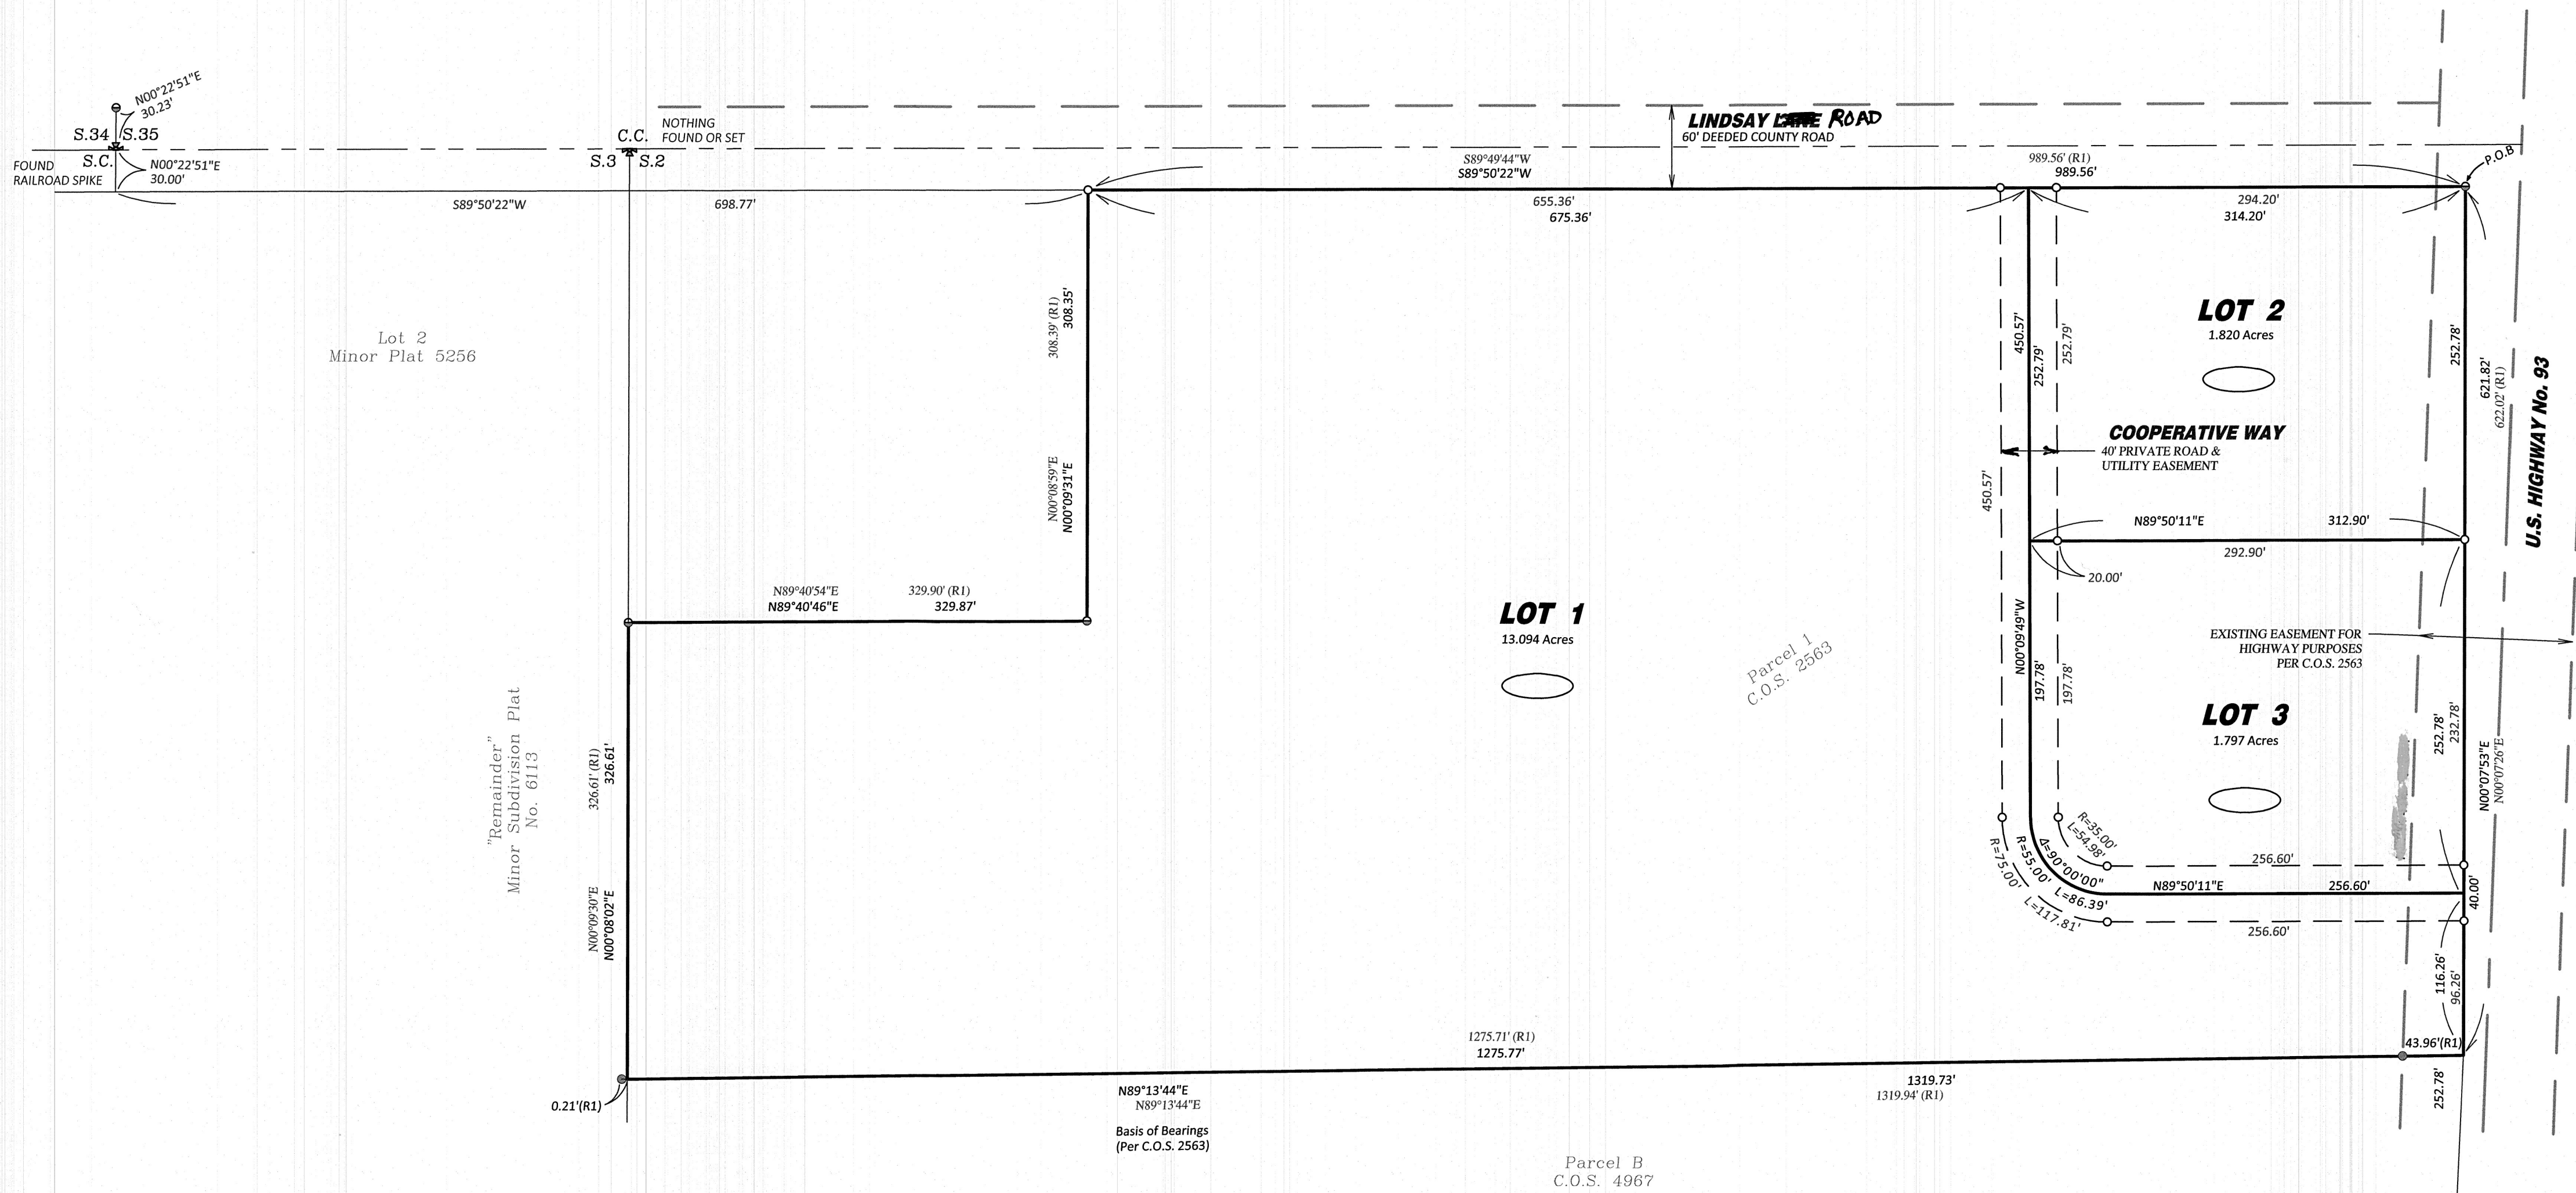 N00°22'51"E
30.23'
S.34 S.35
S.C.
FOUND
RAILROAD SPIKE
N00°22'51"E
30.00'
C.C.
NOTHING
FOUND OR SET
S.3 S.2
S89°50'22"W 698.77'
LINDSAY ROAD
60' DEEDED COUNTY ROAD
S89°49'44"W
S89°50'22"W
989.56' (R1)
989.56'
P.O.B
655.36'
675.36'
294.20'
314.20'
Lot 2
Minor Plat 5256
308.39' (R1)
308.35'
N00°08'59"E
N00°09'31"E
N89°40'54"E 329.90' (R1)
N89°40'46"E 329.87'
LOT 2
1.820 Acres
450.57'
252.79'
252.79'
252.78'
621.82'
622.02' (R1)
U.S. HIGHWAY No. 93
COOPERATIVE WAY
40' PRIVATE ROAD &
UTILITY EASEMENT
450.57'
N89°50'11"E 312.90'
292.90'
20.00'
LOT 1
13.094 Acres
Parcel 1
C.O.S. 2563
N00°09'49"W
197.78'
197.78'
EXISTING EASEMENT FOR
HIGHWAY PURPOSES
PER C.O.S. 2563
LOT 3
1.797 Acres
252.78'
232.78'
N00°07'53"E
N00°07'26"E
"Remainder"
Minor Subdivision Plat
No. 6113
326.61' (R1)
326.61'
N00°09'30"E
N00°08'02"E
R=35.00'
L=54.98'
Δ=90°00'00"
R=55.00'
L=86.39'
R=75.00'
L=117.81'
256.60'
N89°50'11"E 256.60'
256.60'
40.00'
116.26'
96.26'
43.96'(R1)
252.78'
1275.71' (R1)
1275.77'
0.21'(R1)
N89°13'44"E
N89°13'44"E
1319.73'
1319.94' (R1)
Basis of Bearings
(Per C.O.S. 2563)
Parcel B
C.O.S. 4967